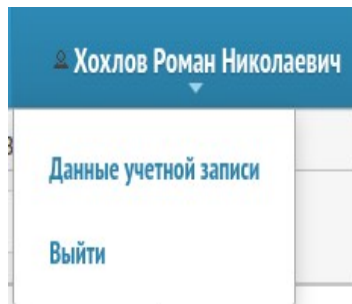 Хохлов Роман Николаевич
Данные учетной записи
Выйти